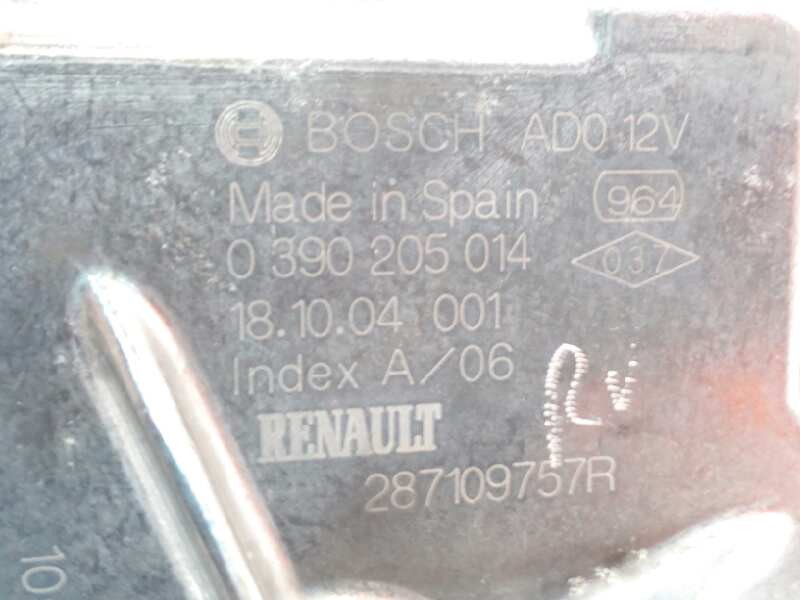 BOSCH AD0 12V
Made in Spain 964
0 390 205 014 037
18.10.04 001
Index A/06
RENAULT
287109757R
10